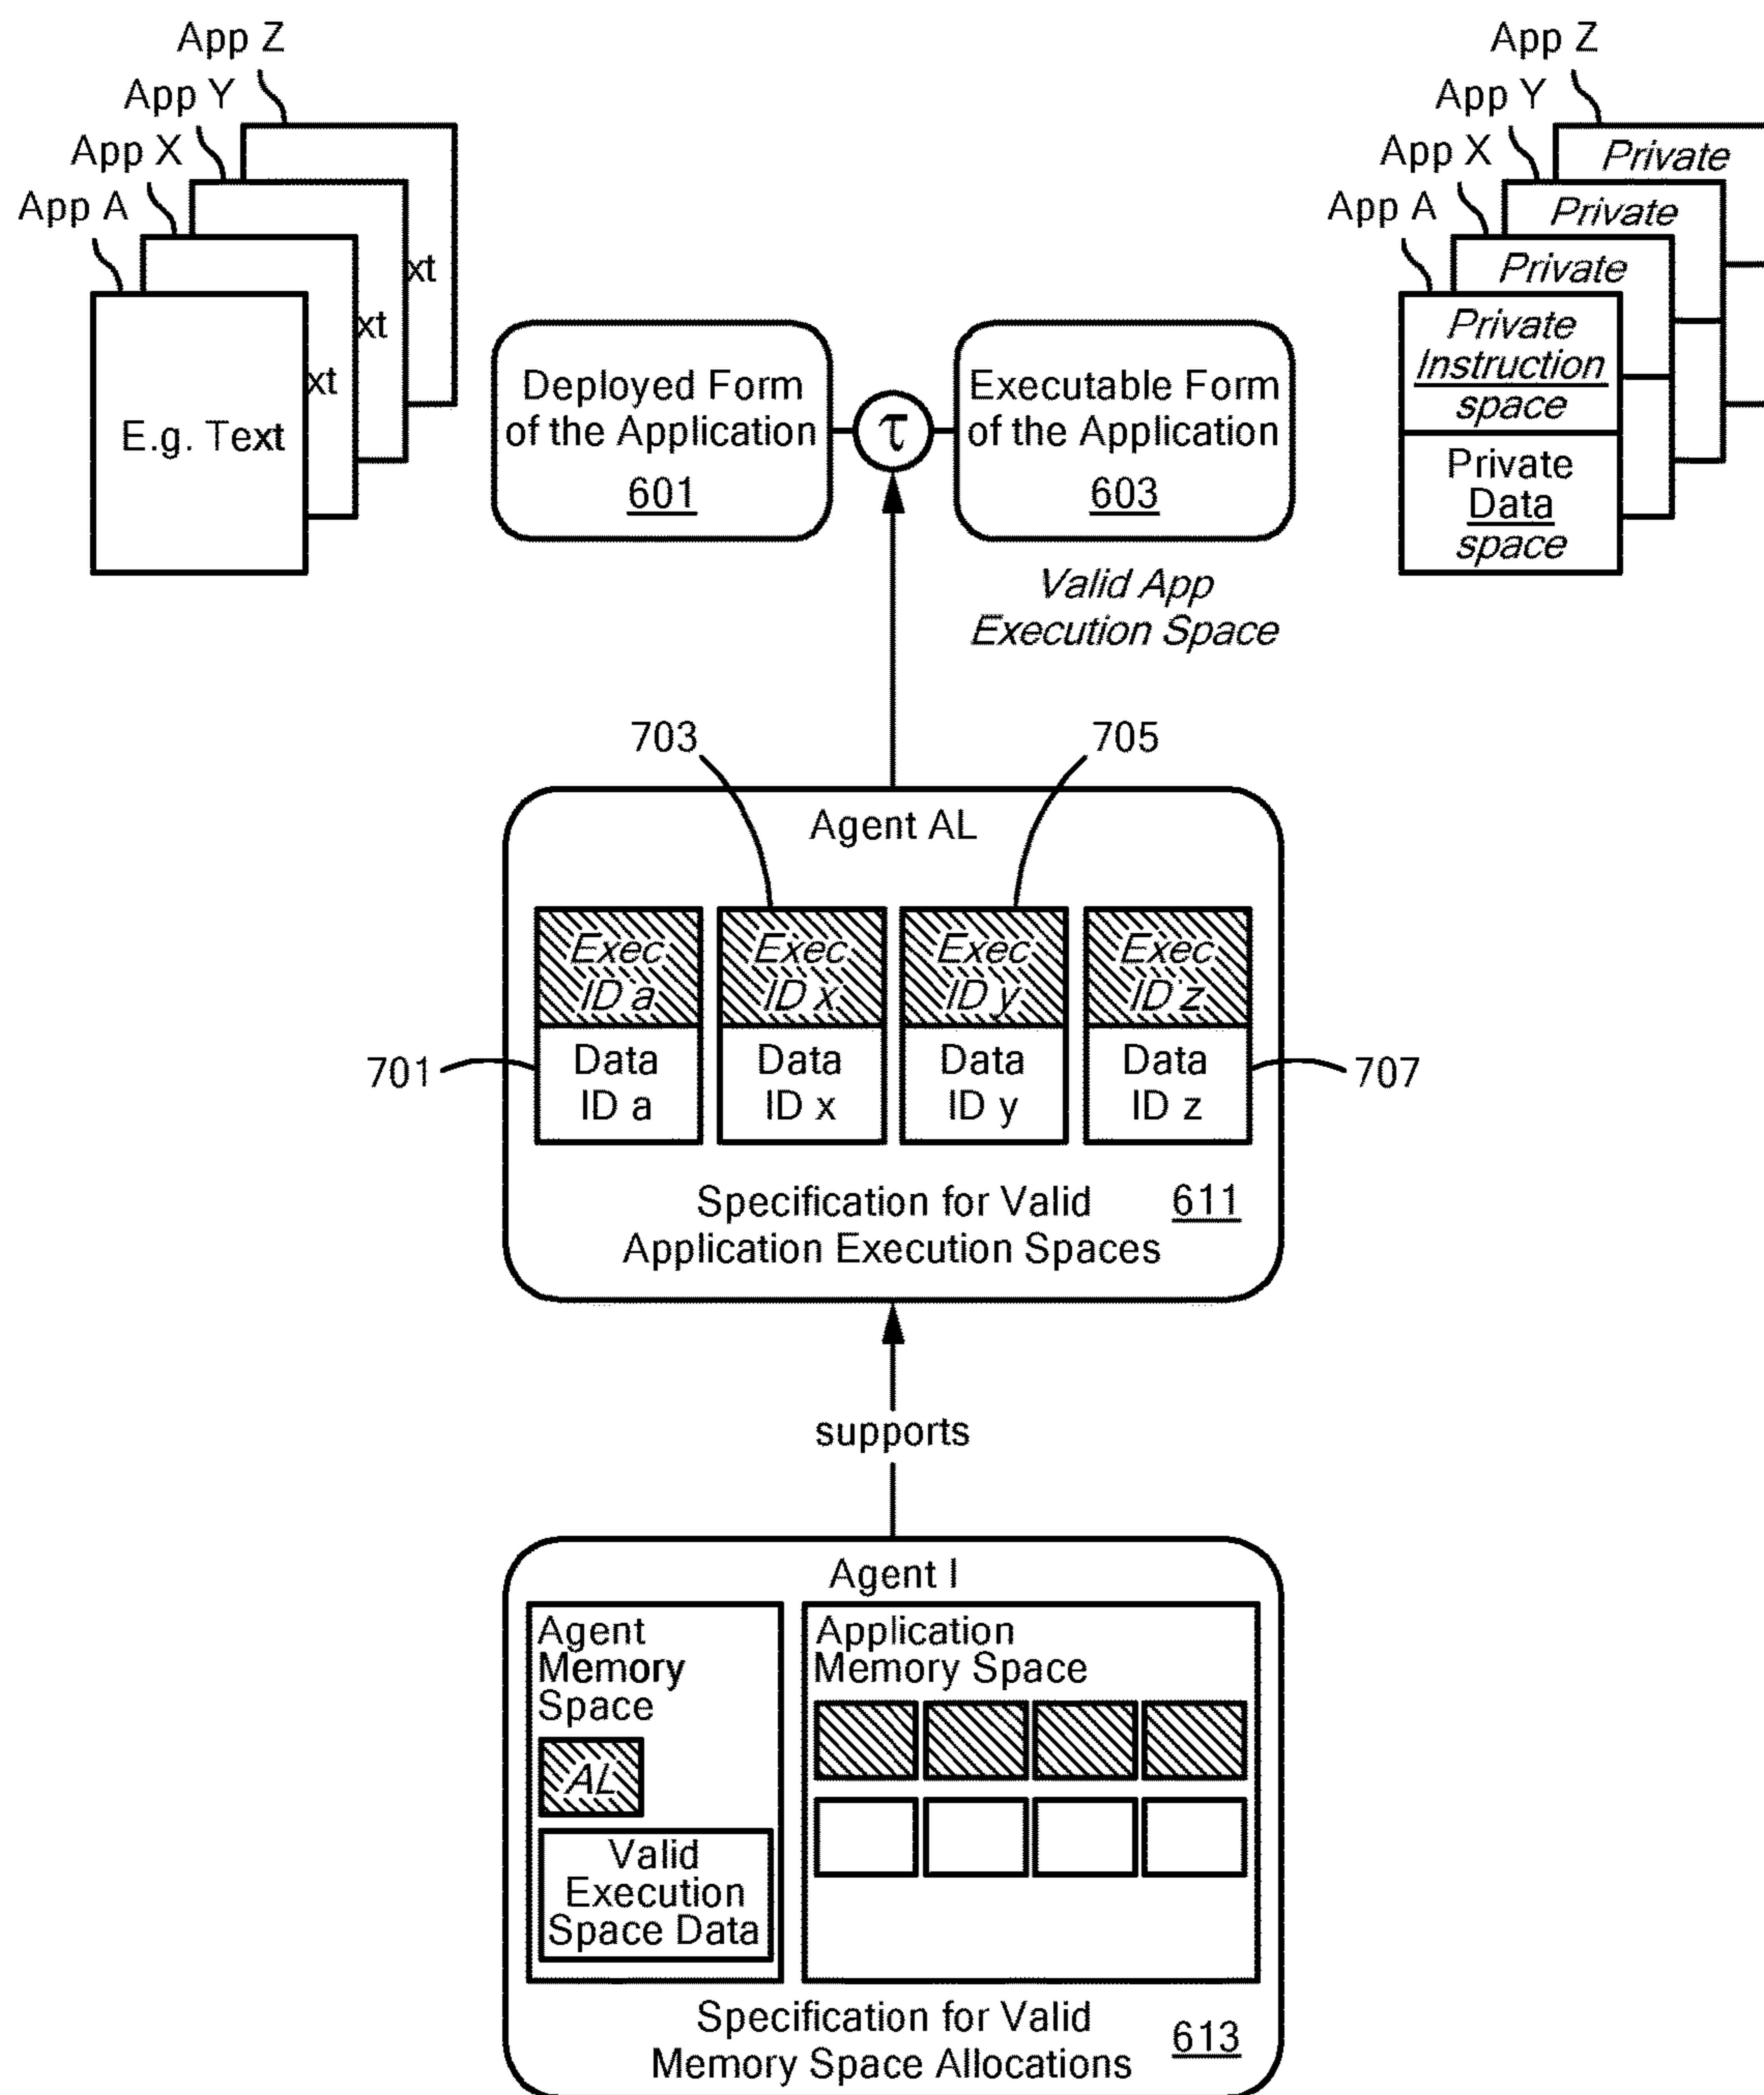 App Z
App Y
App X
App A
xt
xt
xt
E.g. Text
Deployed Form
of the Application
601
τ
Executable Form
of the Application
603
Valid App
Execution Space
App Z
App Y
App X
App A
Private
Private
Private
Private
Instruction
space
Private
Data
space
703
705
Agent AL
Exec
ID a
Exec
ID x
Exec
ID y
Exec
ID z
701
Data
ID a
Data
ID x
Data
ID y
Data
ID z
707
Specification for Valid
Application Execution Spaces
611
supports
Agent I
Agent
Memory
Space
AL
Valid
Execution
Space Data
Application
Memory Space
Specification for Valid
Memory Space Allocations
613